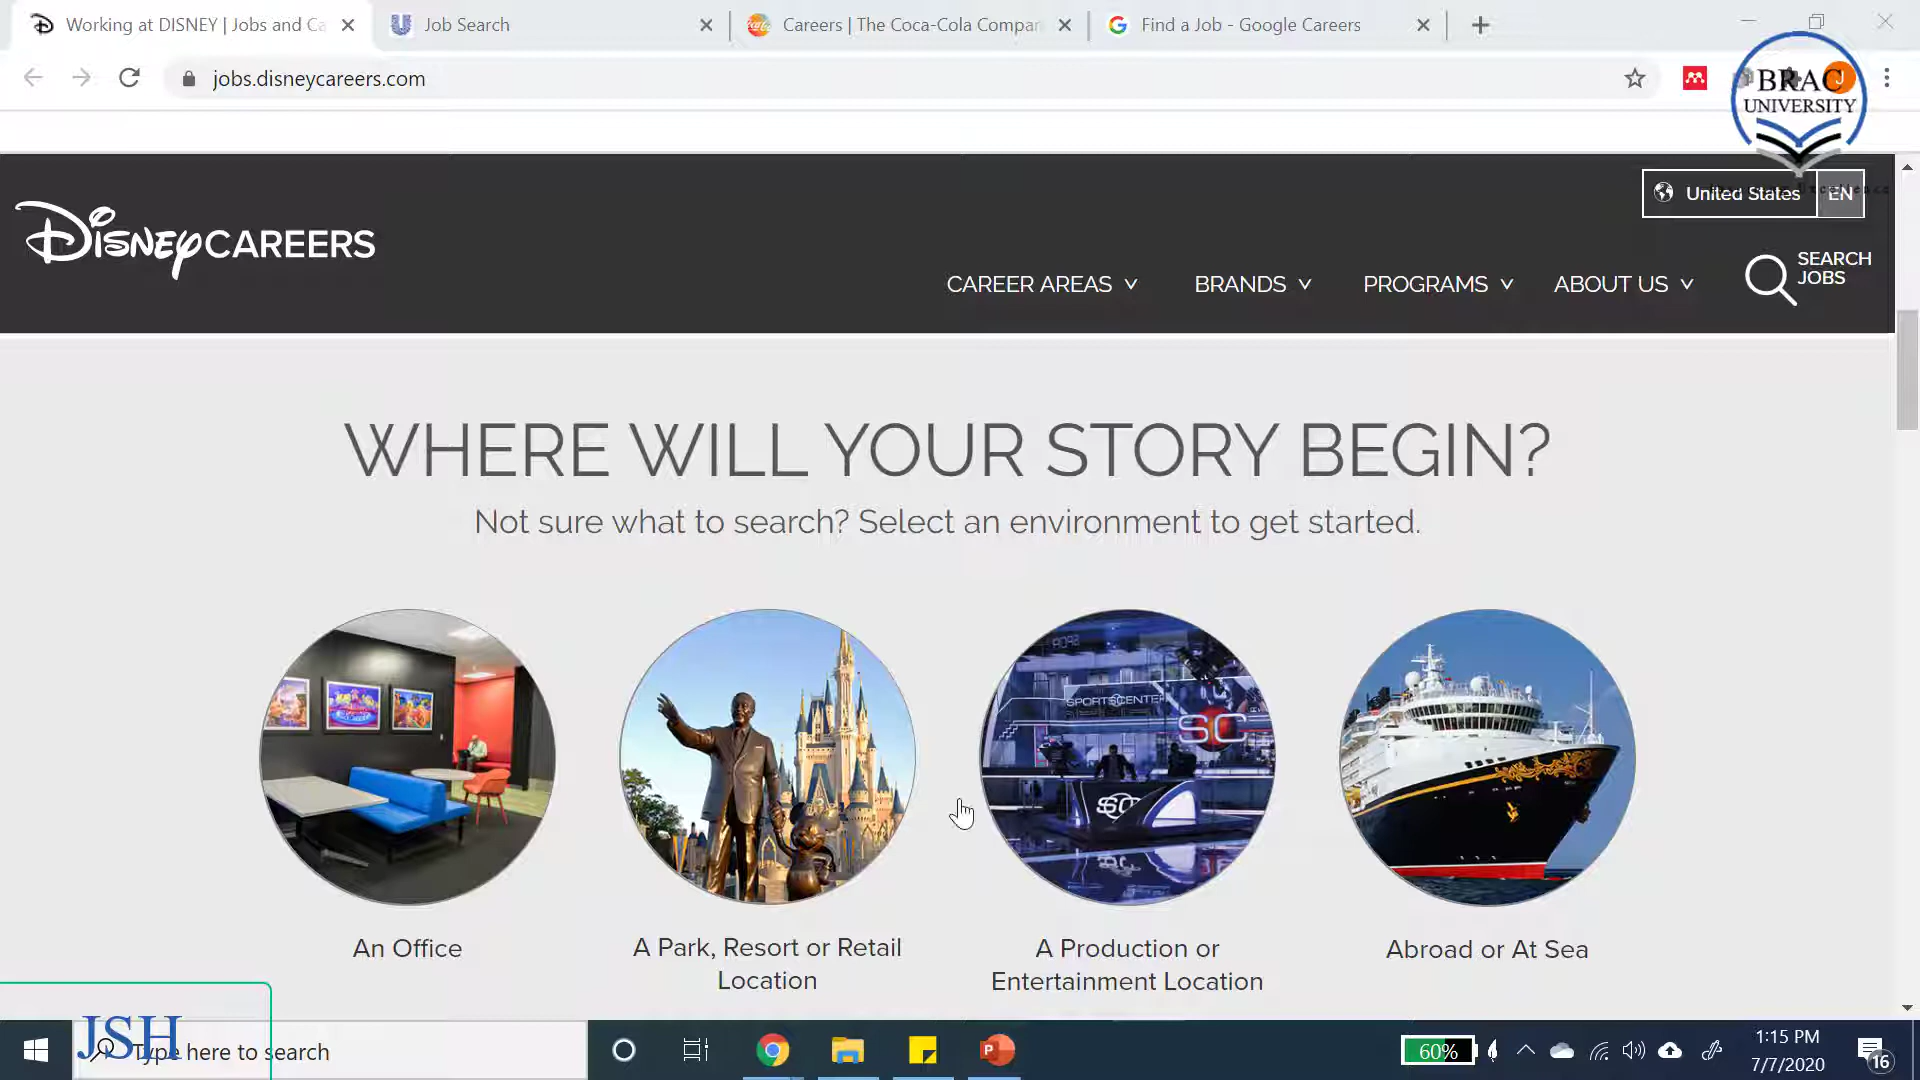 Working at DISNEY | Jobs and Ca
Job Search
Careers | The Coca-Cola Compan
Find a Job - Google Careers
jobs.disneycareers.com
BRAC
UNIVERSITY
J
United States
EN
DISNEY CAREERS
CAREER AREAS
BRANDS
PROGRAMS
ABOUT US
SEARCH
JOBS
WHERE WILL YOUR STORY BEGIN?
Not sure what to search? Select an environment to get started.
SPORTSCENTER
SC
SC
An Office
A Park, Resort or Retail
Location
A Production or
Entertainment Location
Abroad or At Sea
JSH
Type here to search
60%
1:15 PM
7/7/2020
16